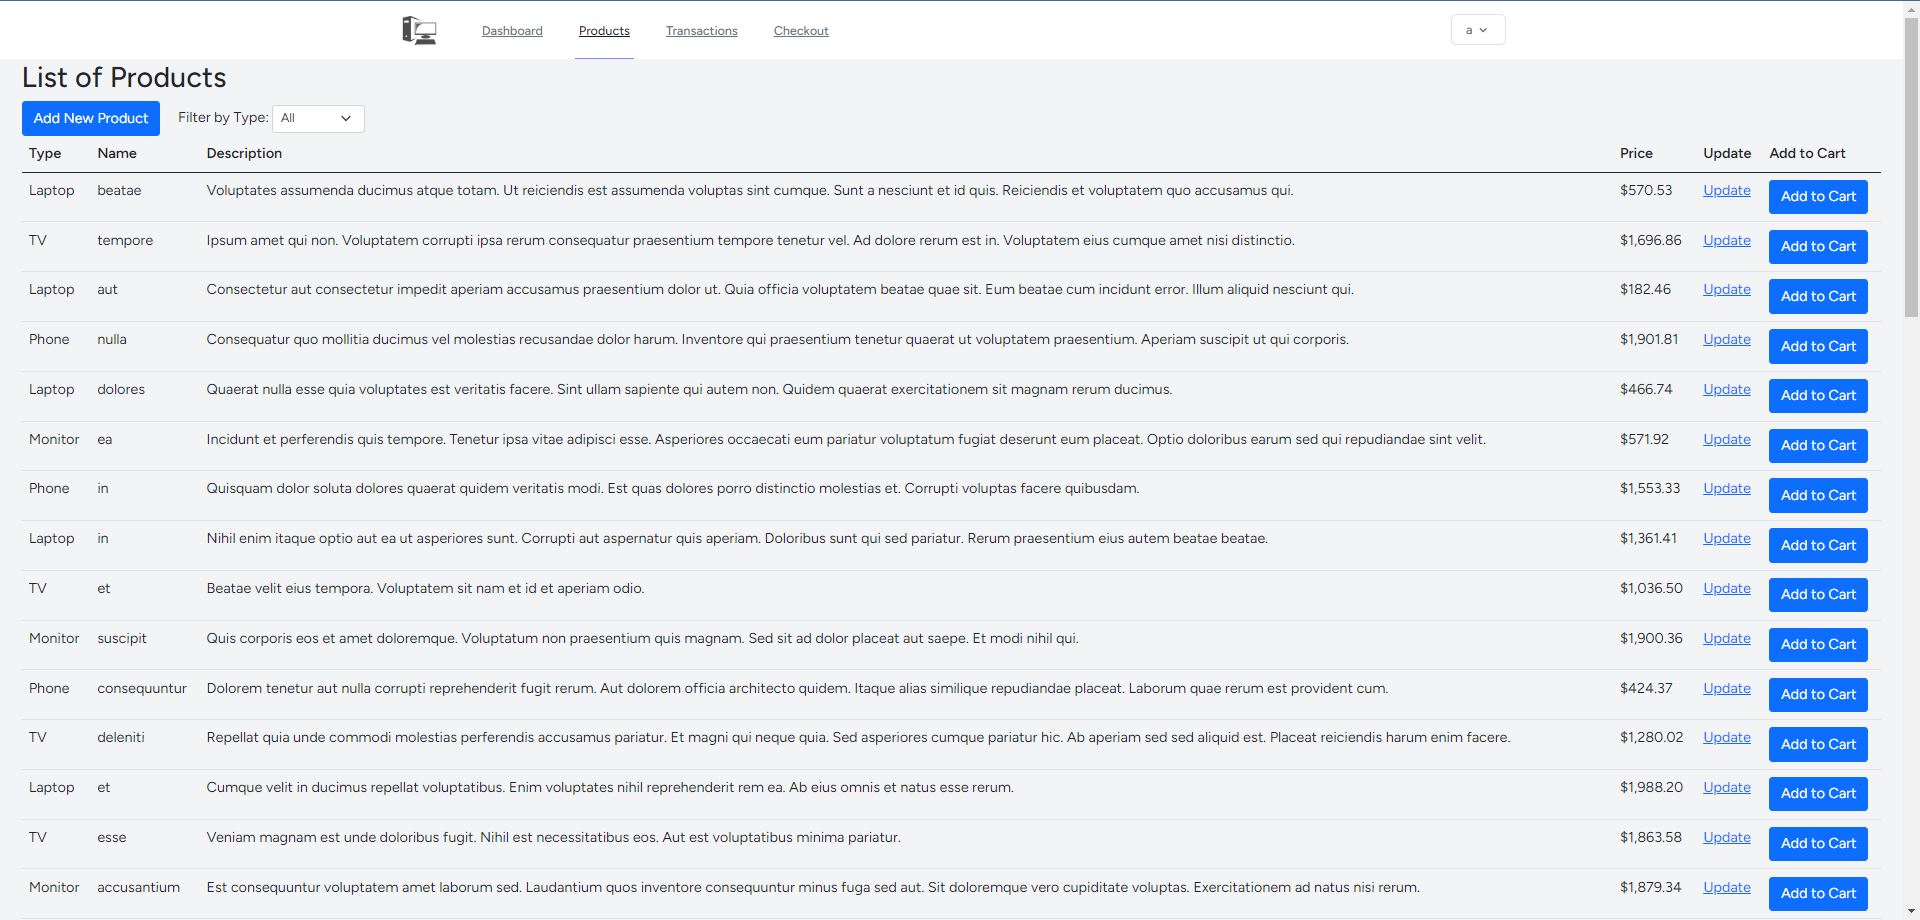 Dashboard Products Transactions Checkout a
List of Products
Add New Product Filter by Type: All
Type Name Description Price Update Add to Cart
Laptop beatae Voluptates assumenda ducimus atque totam. Ut reiciendis est assumenda voluptas sint cumque. Sunt a nesciunt et id quis. Reiciendis et voluptatem quo accusamus qui. $570.53 Update Add to Cart
TV tempore Ipsum amet qui non. Voluptatem corrupti ipsa rerum consequatur praesentium tempore tenetur vel. Ad dolore rerum est in. Voluptatem eius cumque amet nisi distinctio. $1,696.86 Update Add to Cart
Laptop aut Consectetur aut consectetur impedit aperiam accusamus praesentium dolor ut. Quia officia voluptatem beatae quae sit. Eum beatae cum incidunt error. Illum aliquid nesciunt qui. $182.46 Update Add to Cart
Phone nulla Consequatur quo mollitia ducimus vel molestias recusandae dolor harum. Inventore qui praesentium tenetur quaerat ut voluptatem praesentium. Aperiam suscipit ut qui corporis. $1,901.81 Update Add to Cart
Laptop dolores Quaerat nulla esse quia voluptates est veritatis facere. Sint ullam sapiente qui autem non. Quidem quaerat exercitationem sit magnam rerum ducimus. $466.74 Update Add to Cart
Monitor ea Incidunt et perferendis quis tempore. Tenetur ipsa vitae adipisci esse. Asperiores occaecati eum pariatur voluptatum fugiat deserunt eum placeat. Optio doloribus earum sed qui repudiandae sint velit. $571.92 Update Add to Cart
Phone in Quisquam dolor soluta dolores quaerat quidem veritatis modi. Est quas dolores porro distinctio molestias et. Corrupti voluptas facere quibusdam. $1,553.33 Update Add to Cart
Laptop in Nihil enim itaque optio aut ea ut asperiores sunt. Corrupti aut aspernatur quis aperiam. Doloribus sunt qui sed pariatur. Rerum praesentium eius autem beatae beatae. $1,361.41 Update Add to Cart
TV et Beatae velit eius tempora. Voluptatem sit nam et id et aperiam odio. $1,036.50 Update Add to Cart
Monitor suscipit Quis corporis eos et amet doloremque. Voluptatum non praesentium quis magnam. Sed sit ad dolor placeat aut saepe. Et modi nihil qui. $1,900.36 Update Add to Cart
Phone consequuntur Dolorem tenetur aut nulla corrupti reprehenderit fugit rerum. Aut dolorem officia architecto quidem. Itaque alias similique repudiandae placeat. Laborum quae rerum est provident cum. $424.37 Update Add to Cart
TV deleniti Repellat quia unde commodi molestias perferendis accusamus pariatur. Et magni qui neque quia. Sed asperiores cumque pariatur hic. Ab aperiam sed sed aliquid est. Placeat reiciendis harum enim facere. $1,280.02 Update Add to Cart
Laptop et Cumque velit in ducimus repellat voluptatibus. Enim voluptates nihil reprehenderit rem ea. Ab eius omnis et natus esse rerum. $1,988.20 Update Add to Cart
TV esse Veniam magnam est unde doloribus fugit. Nihil est necessitatibus eos. Aut est voluptatibus minima pariatur. $1,863.58 Update Add to Cart
Monitor accusantium Est consequuntur voluptatem amet laborum sed. Laudantium quos inventore consequuntur minus fuga sed aut. Sit doloremque vero cupiditate voluptas. Exercitationem ad natus nisi rerum. $1,879.34 Update Add to Cart